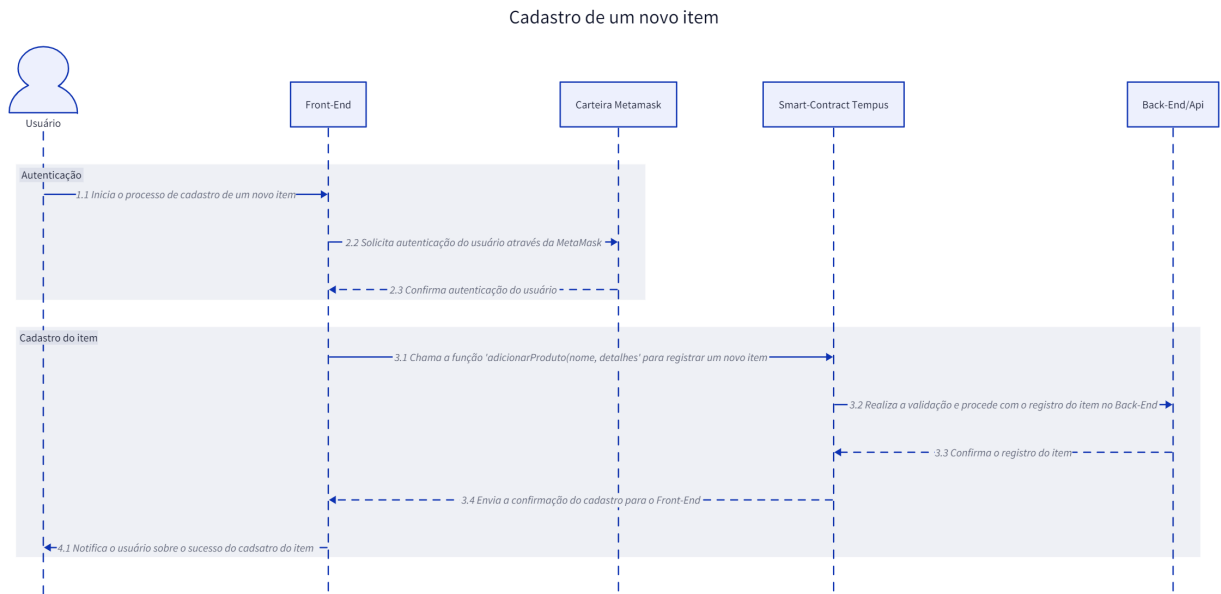 Cadastro de um novo item
Usuário
Front-End
Carteira Metamask
Smart-Contract Tempus
Back-End/Api
Autenticação
1.1 Inicia o processo de cadastro de um novo item
2.2 Solicita autenticação do usuário através da MetaMask
2.3 Confirma autenticação do usuário
Cadastro do item
3.1 Chama a função 'adicionarProduto(nome, detalhes' para registrar um novo item
3.2 Realiza a validação e procede com o registro do item no Back-End
3.3 Confirma o registro do item
3.4 Envia a confirmação do cadastro para o Front-End
4.1 Notifica o usuário sobre o sucesso do cadsatro do item